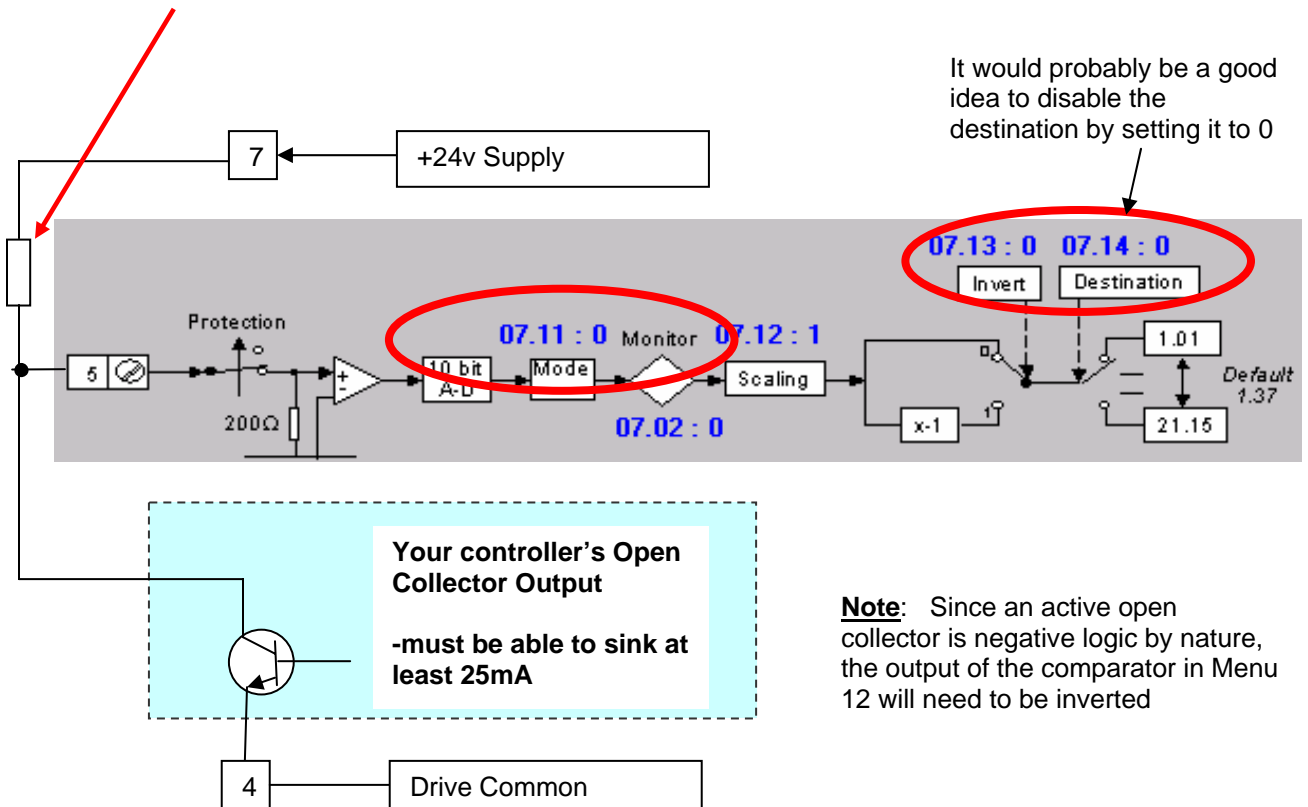 It would probably be a good
idea to disable the
destination by setting it to 0
7
+24v Supply
07.13 : 0 07.14 : 0
Invert Destination
Protection
07.11 : 0 Monitor 07.12 : 1
1.01
0
5
+
-
10 bit
A-D
Mode
Scaling
Default
1.37
200Ω
07.02 : 0
x-1
1
21.15
Your controller's Open
Collector Output
-must be able to sink at
least 25mA
Note: Since an active open
collector is negative logic by nature,
the output of the comparator in Menu
12 will need to be inverted
4
Drive Common